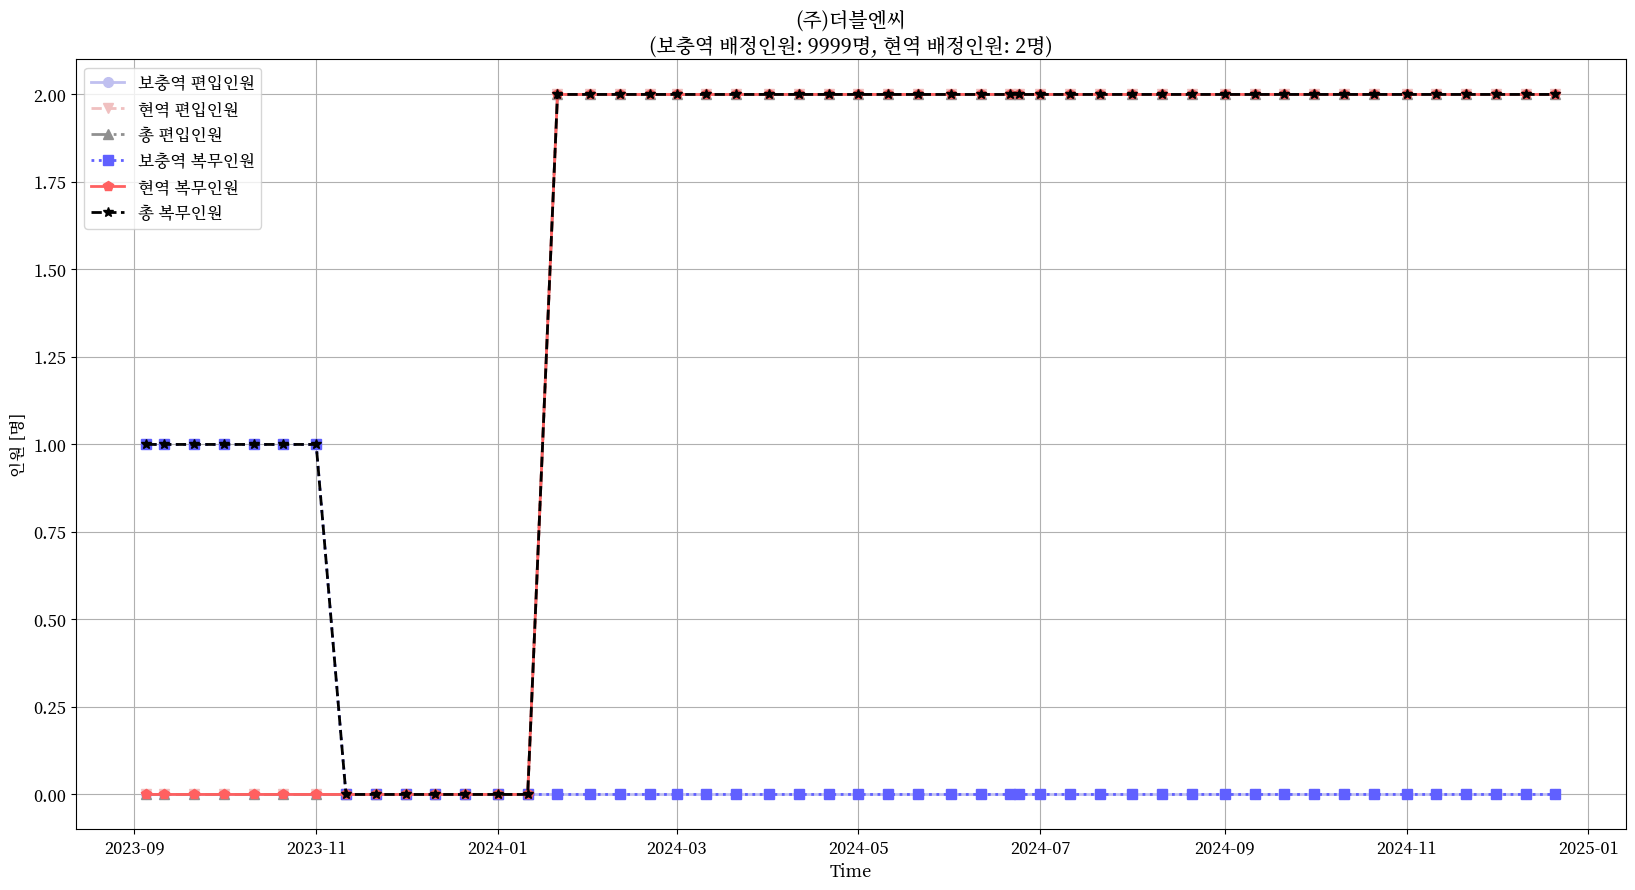 (주)더블엔씨
(보충역 배정인원: 9999명, 현역 배정인원: 2명)
보충역 편입인원
현역 편입인원
총 편입인원
보충역 복무인원
현역 복무인원
총 복무인원
2.00
1.75
1.50
1.25
1.00
0.75
0.50
0.25
0.00
인원 [명]
2023-09
2023-11
2024-01
2024-03
2024-05
2024-07
2024-09
2024-11
2025-01
Time